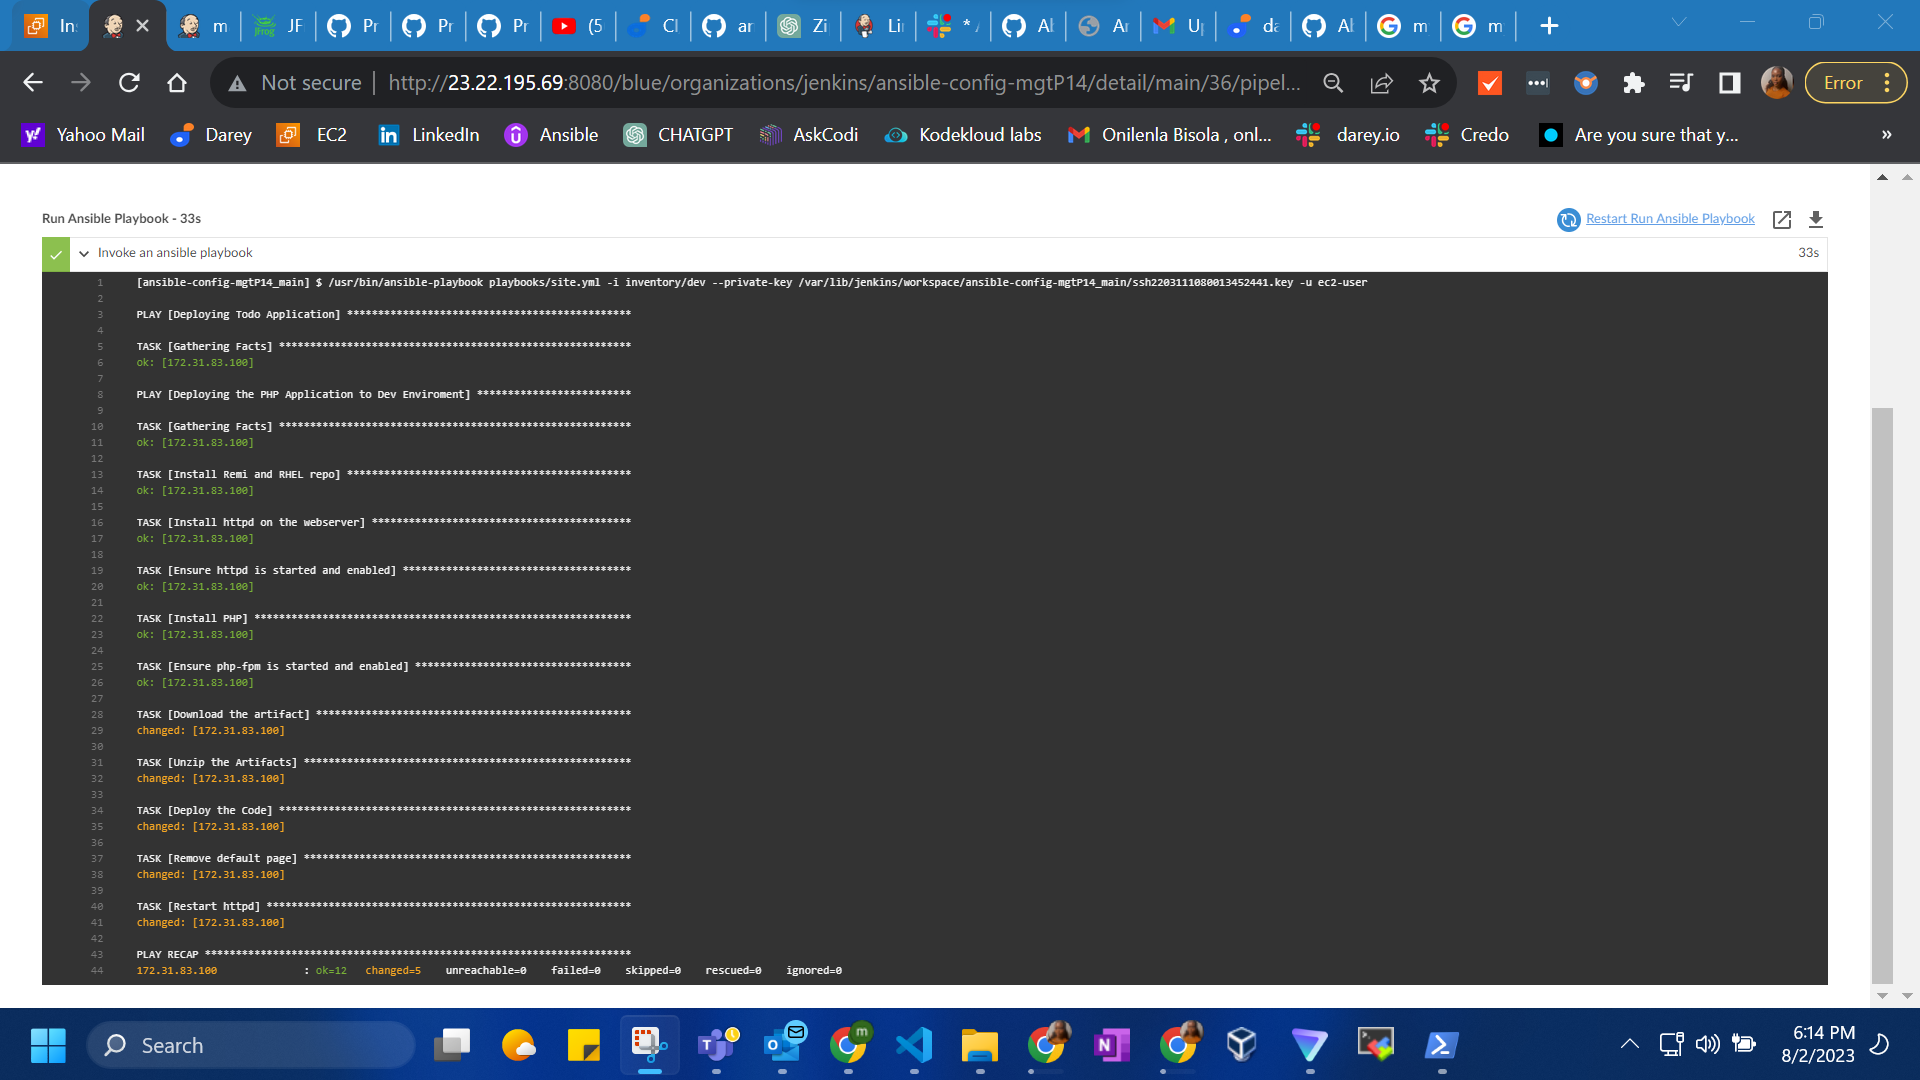 In
m
JF
Pr
Pr
Pr
(5
Cl
ar
Zi
Lir
* /
Al
Ar
U
da
Al
m
m
Not secure
http://23.22.195.69:8080/blue/organizations/jenkins/ansible-config-mgtP14/detail/main/36/pipel...
Error
Yahoo Mail
Darey
EC2
LinkedIn
Ansible
CHATGPT
AskCodi
Kodekloud labs
Onilenla Bisola , onl...
darey.io
Credo
Are you sure that y...
»
Run Ansible Playbook - 33s
Restart Run Ansible Playbook
Invoke an ansible playbook
33s
1 [ansible-config-mgtP14_main] $ /usr/bin/ansible-playbook playbooks/site.yml -i inventory/dev --private-key /var/lib/jenkins/workspace/ansible-config-mgtP14_main/ssh2203111080013452441.key -u ec2-user
2
3 PLAY [Deploying Todo Application] **********************************************
4
5 TASK [Gathering Facts] *********************************************************
6 ok: [172.31.83.100]
7
8 PLAY [Deploying the PHP Application to Dev Enviroment] *************************
9
10 TASK [Gathering Facts] *********************************************************
11 ok: [172.31.83.100]
12
13 TASK [Install Remi and RHEL repo] **********************************************
14 ok: [172.31.83.100]
15
16 TASK [Install httpd on the webserver] ******************************************
17 ok: [172.31.83.100]
18
19 TASK [Ensure httpd is started and enabled] *************************************
20 ok: [172.31.83.100]
21
22 TASK [Install PHP] *************************************************************
23 ok: [172.31.83.100]
24
25 TASK [Ensure php-fpm is started and enabled] ***********************************
26 ok: [172.31.83.100]
27
28 TASK [Download the artifact] ***************************************************
29 changed: [172.31.83.100]
30
31 TASK [Unzip the Artifacts] *****************************************************
32 changed: [172.31.83.100]
33
34 TASK [Deploy the Code] *********************************************************
35 changed: [172.31.83.100]
36
37 TASK [Remove default page] *****************************************************
38 changed: [172.31.83.100]
39
40 TASK [Restart httpd] ***********************************************************
41 changed: [172.31.83.100]
42
43 PLAY RECAP *********************************************************************
44 172.31.83.100 : ok=12 changed=5 unreachable=0 failed=0 skipped=0 rescued=0 ignored=0
Search
6:14 PM
8/2/2023